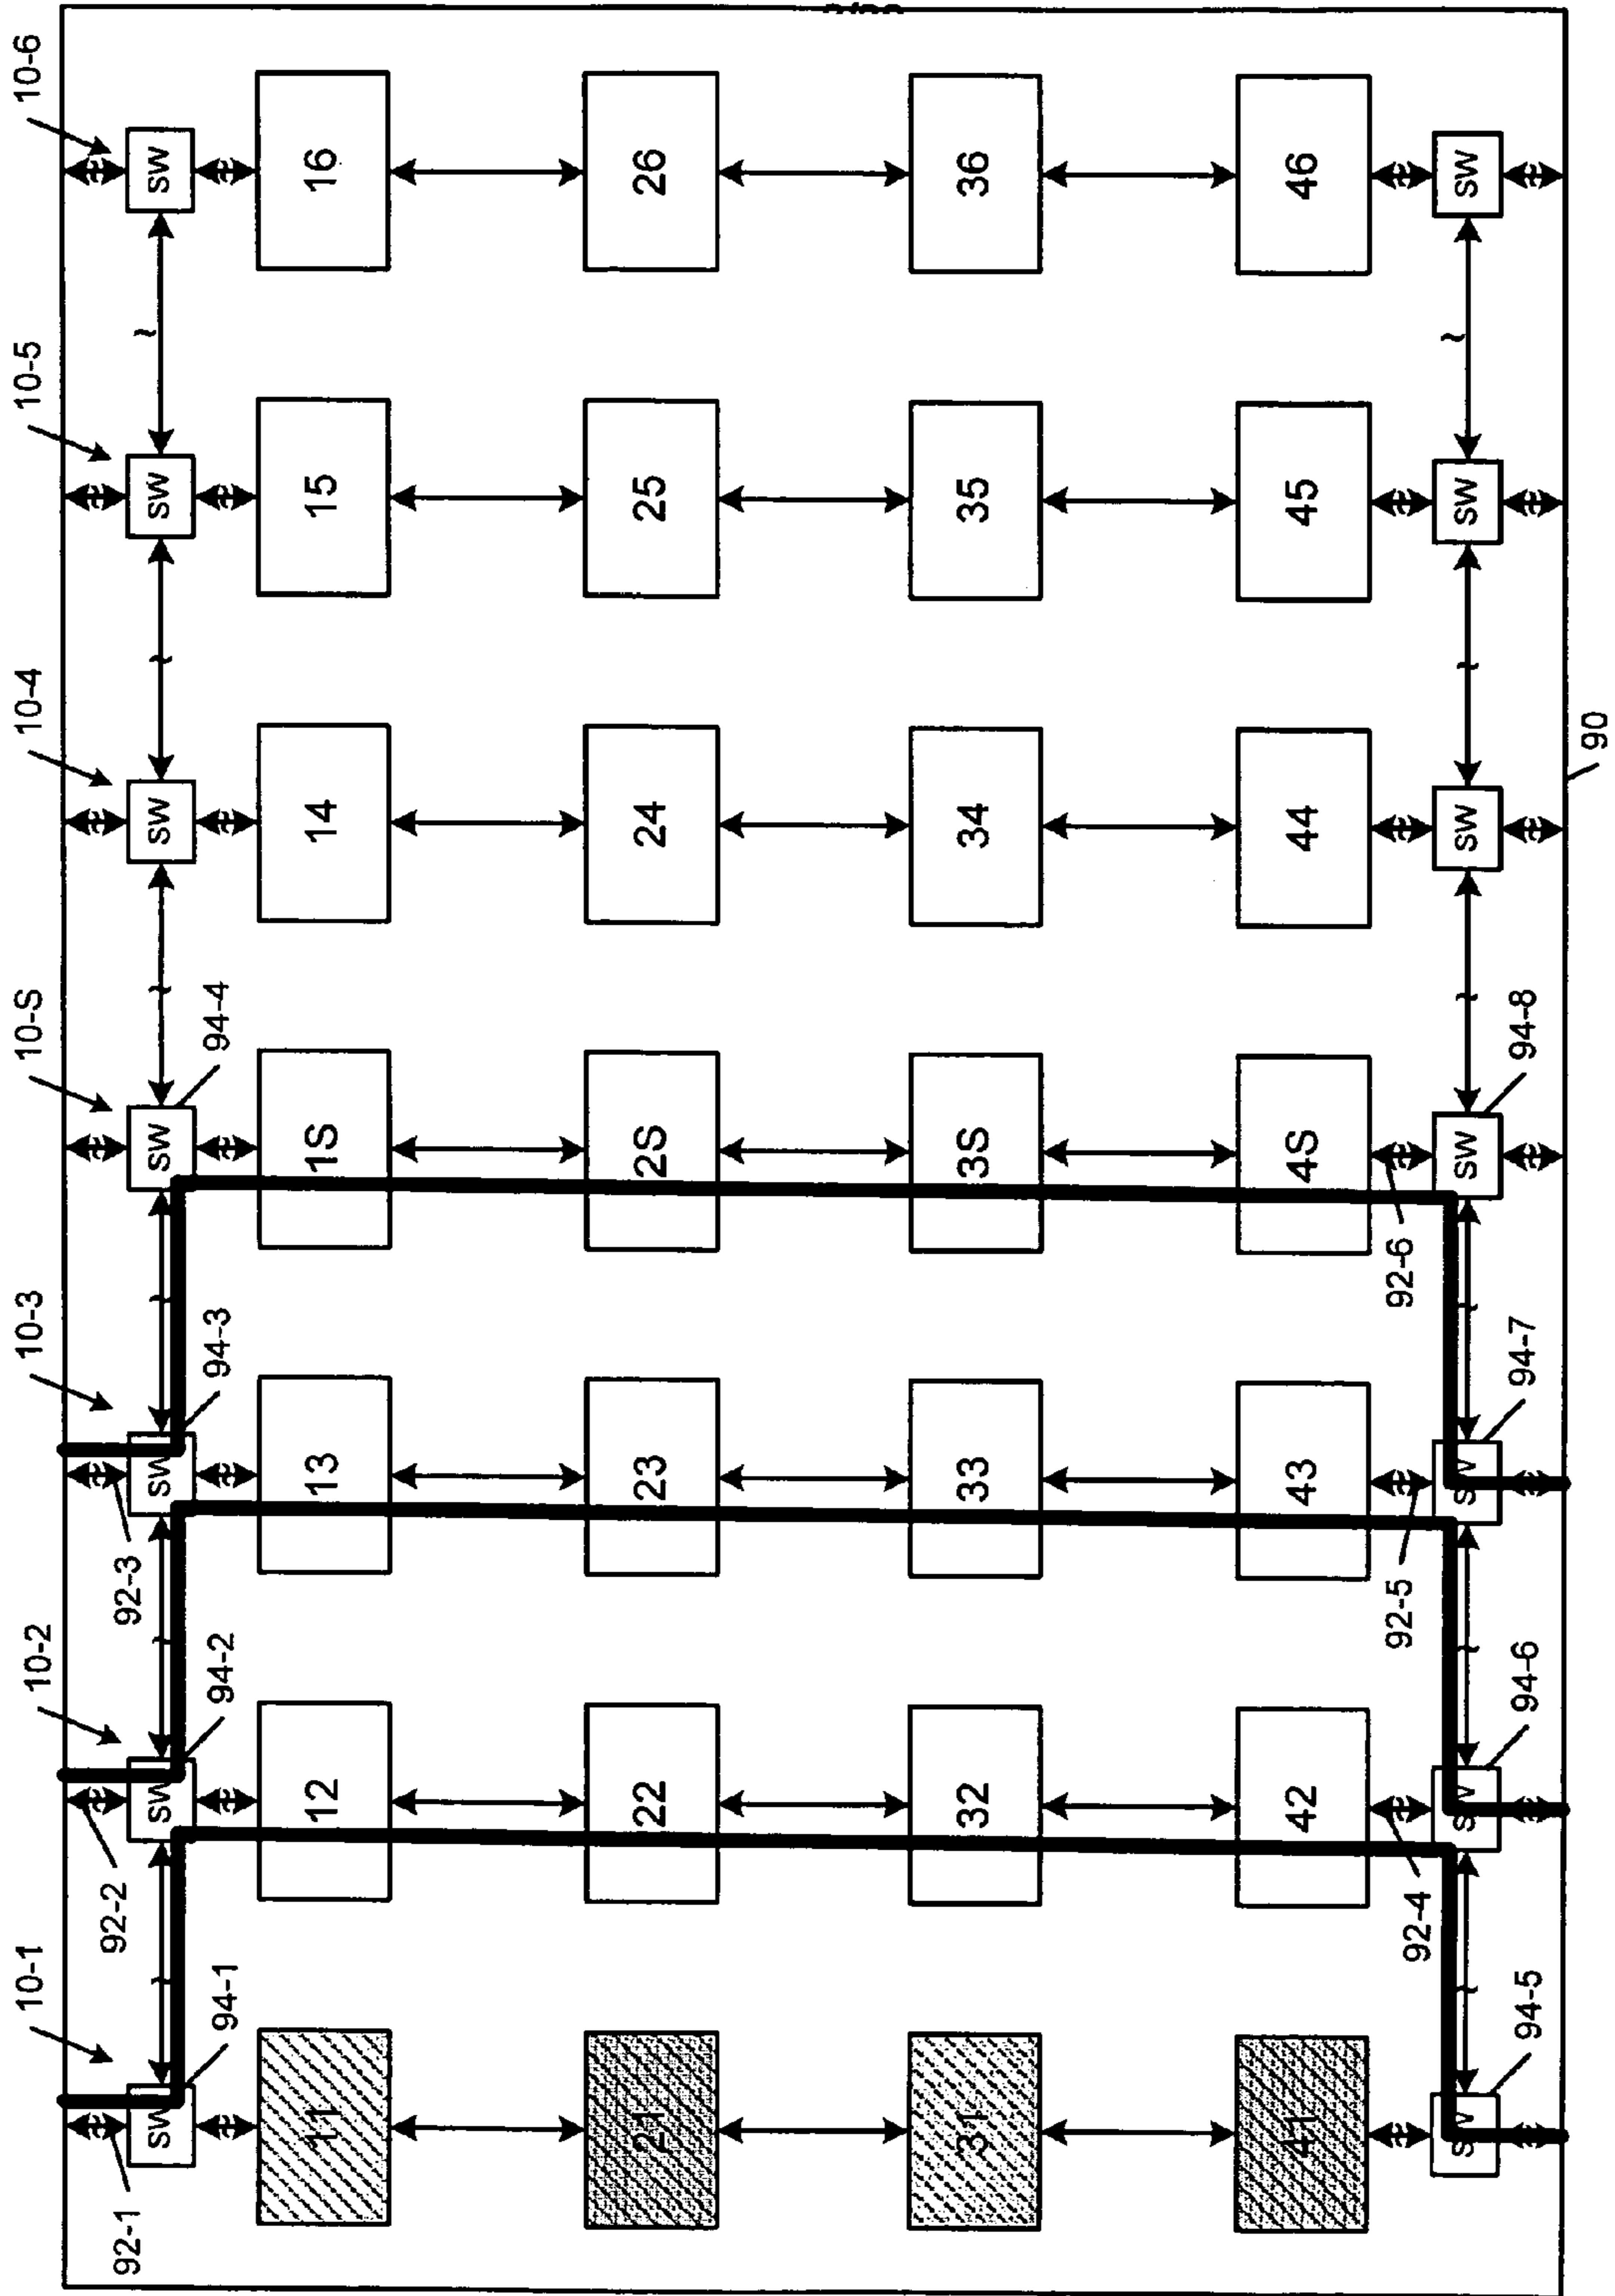 10-1 10-2 10-3 10-S 10-4 10-5 10-6
92-1 92-2 92-3
SW SW SW SW SW SW SW
94-1 94-2 94-3 94-4
11 12 13 1S 14 15 16
21 22 23 2S 24 25 26
31 32 33 3S 34 35 36
41 42 43 4S 44 45 46
92-4 92-5 92-6
SW SW SW SW SW SW SW
94-5 94-6 94-7 94-8
90